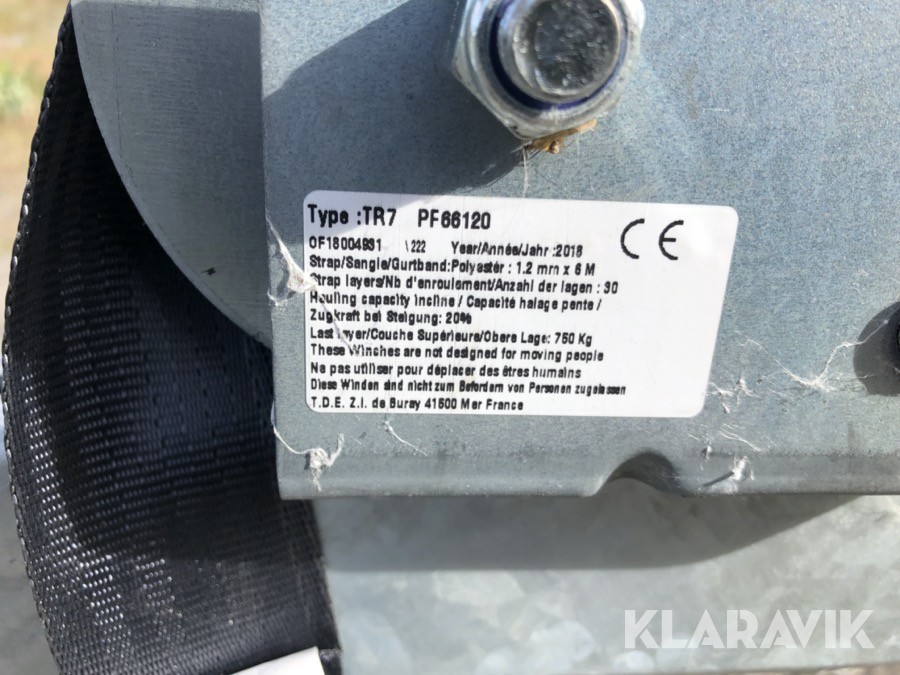 Type :TR7 PF66120
CE
OF18004931 \222 Year/Année/Jahr :2018
Strap/Sangle/Gurtband:Polyester : 1.2 mm x 6 M
Strap layers/Nb d'enroulement/Anzahl der lagen : 30
Hauling capacity incline / Capacité halage pente /
Zugkraft bei Steigung: 20%
Last layer/Couche Supérieure/Obere Lage: 750 Kg
These Winches are not designed for moving people
Ne pas utiliser pour déplacer des êtres humains
Diese Winden sind nicht zum Befordern von Personen zugelassen
T.D.E. Z.I. de Buray 41500 Mer France
KLARAVIK